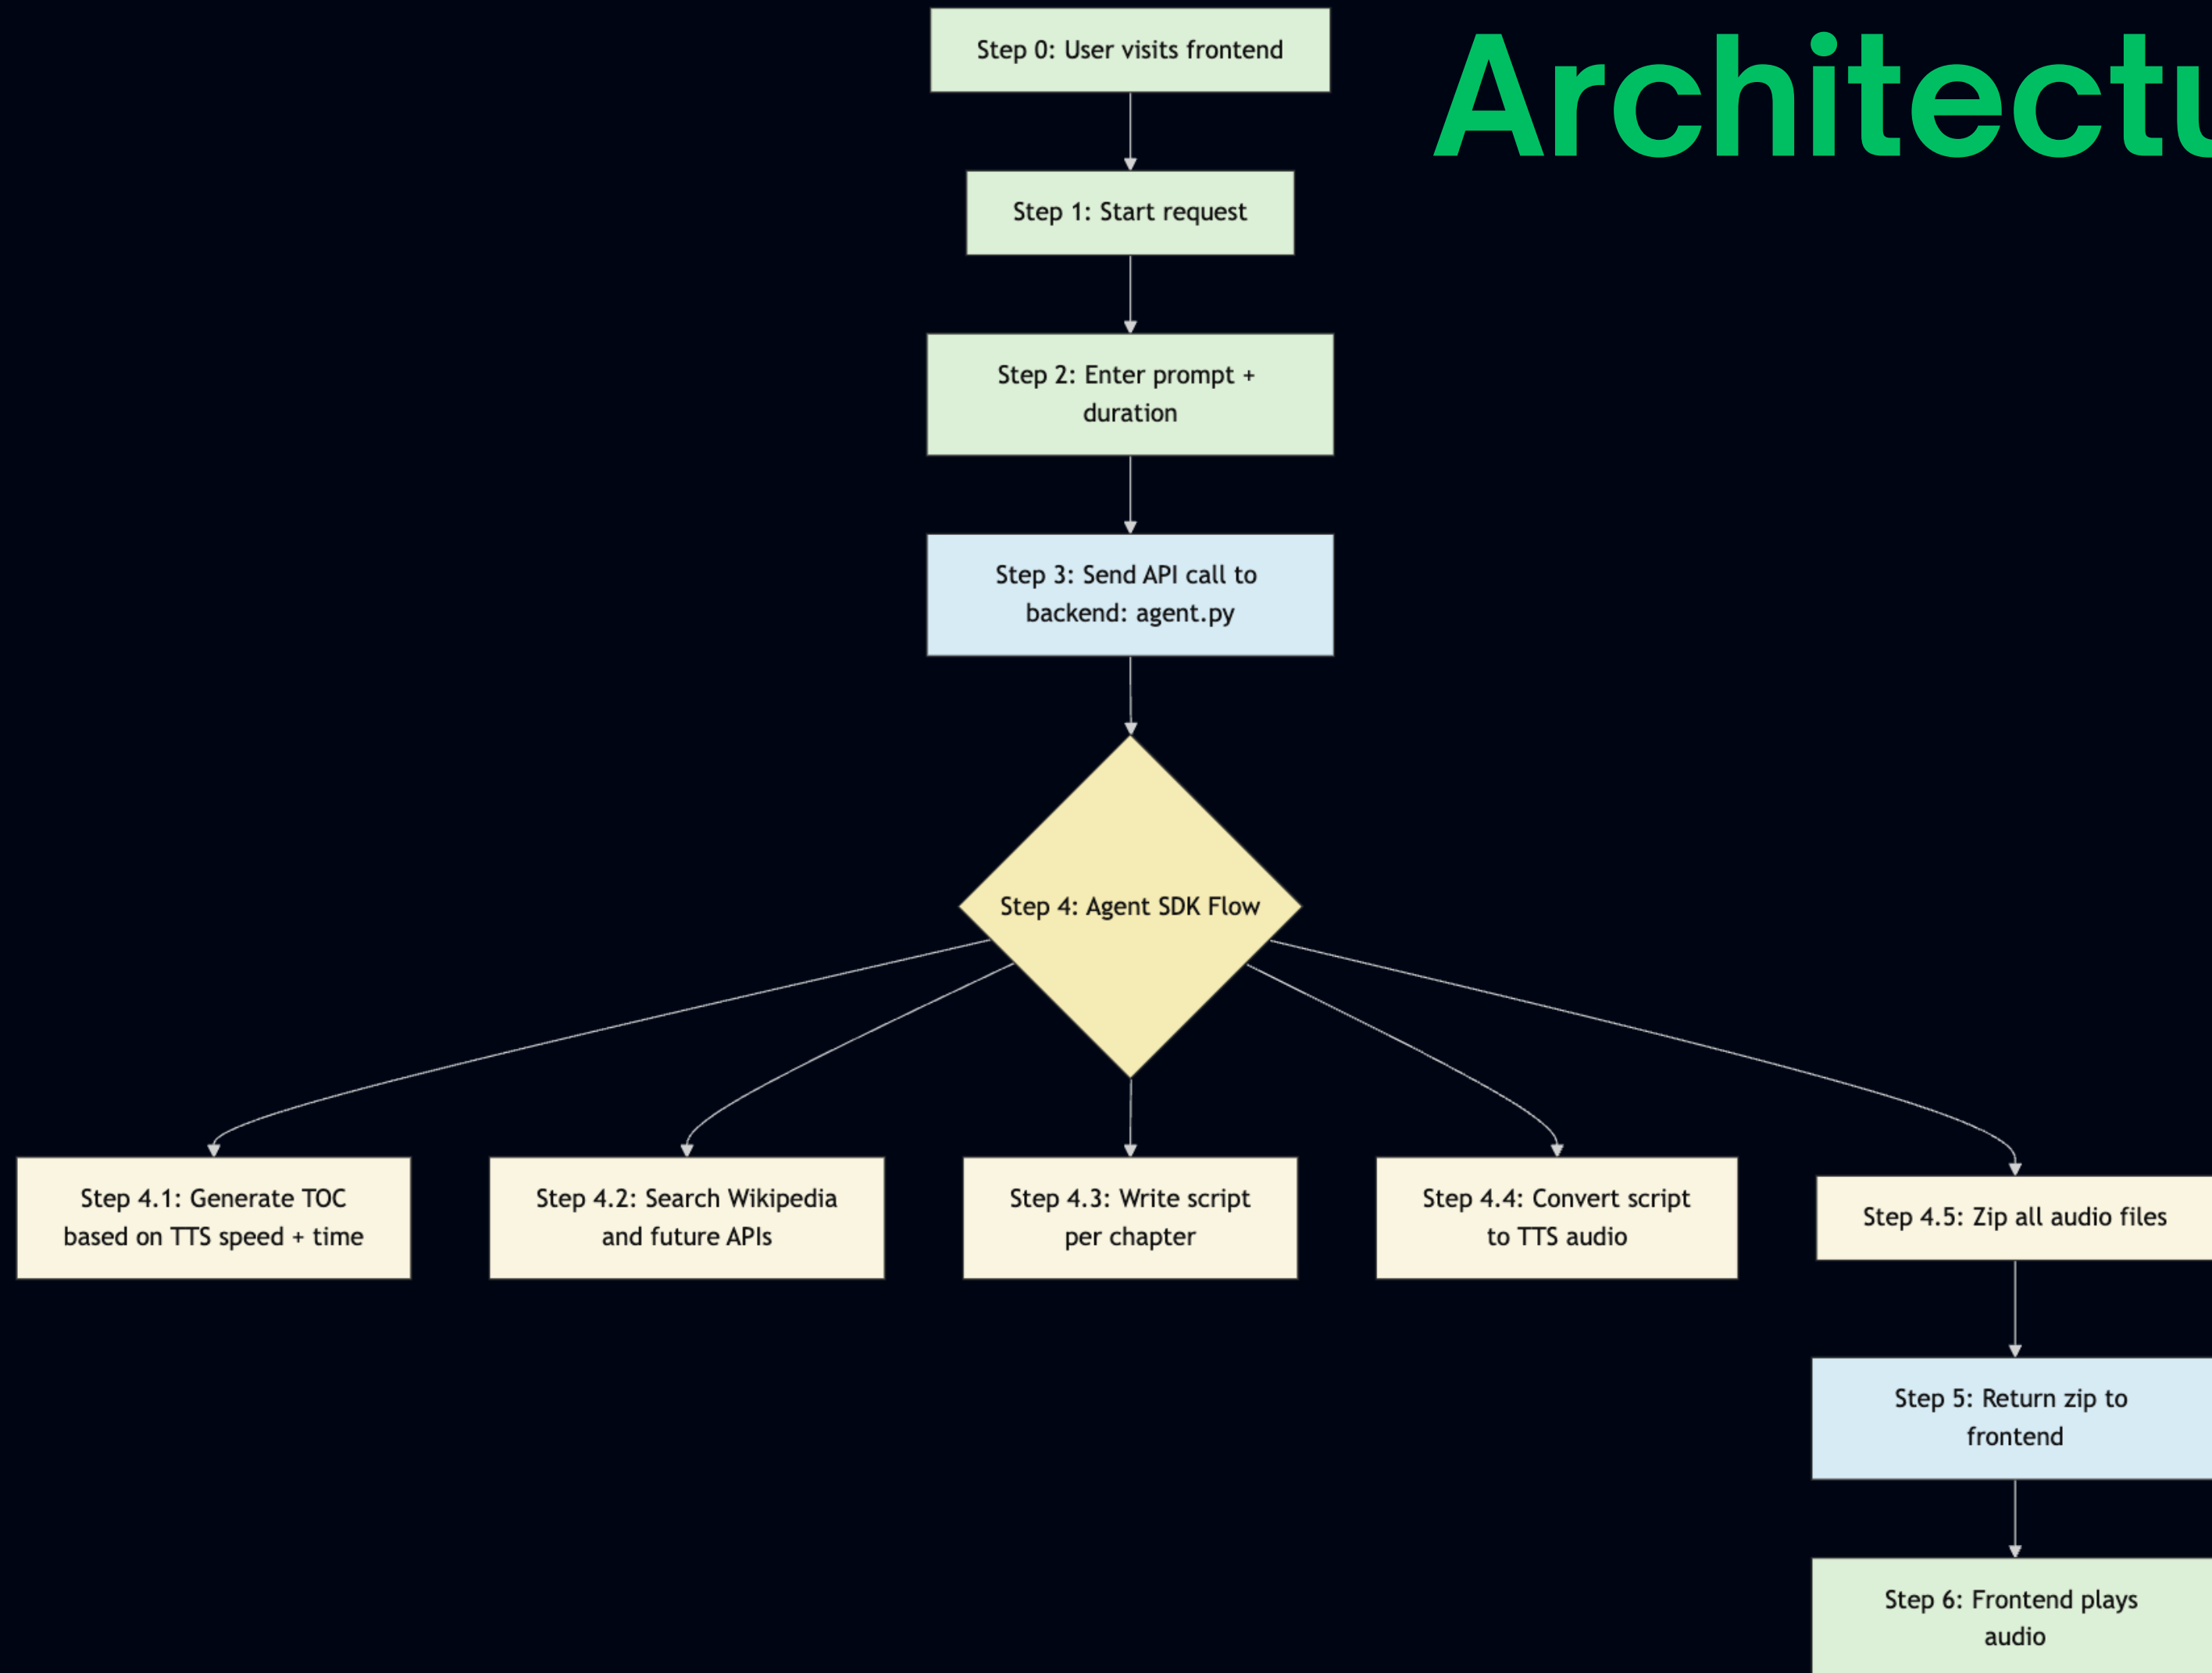 Architectu
Step 0: User visits frontend
Step 1: Start request
Step 2: Enter prompt +
duration
Step 3: Send API call to
backend: agent.py
Step 4: Agent SDK Flow
Step 4.1: Generate TOC
based on TTS speed + time
Step 4.2: Search Wikipedia
and future APIs
Step 4.3: Write script
per chapter
Step 4.4: Convert script
to TTS audio
Step 4.5: Zip all audio files
Step 5: Return zip to
frontend
Step 6: Frontend plays
audio